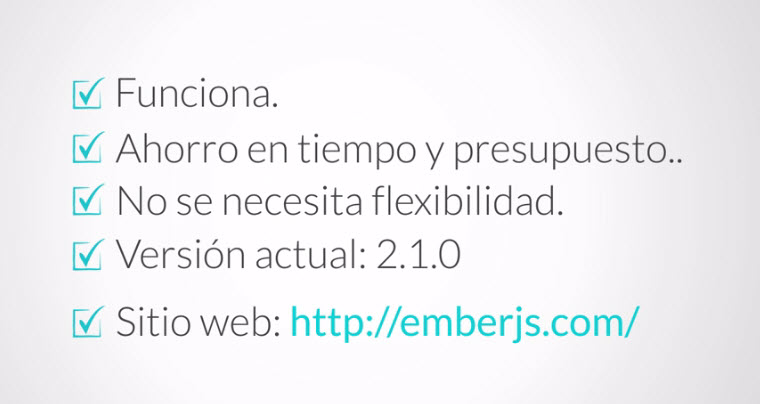 Funciona.
Ahorro en tiempo y presupuesto..
No se necesita flexibilidad.
Versión actual: 2.1.0
Sitio web: http://emberjs.com/